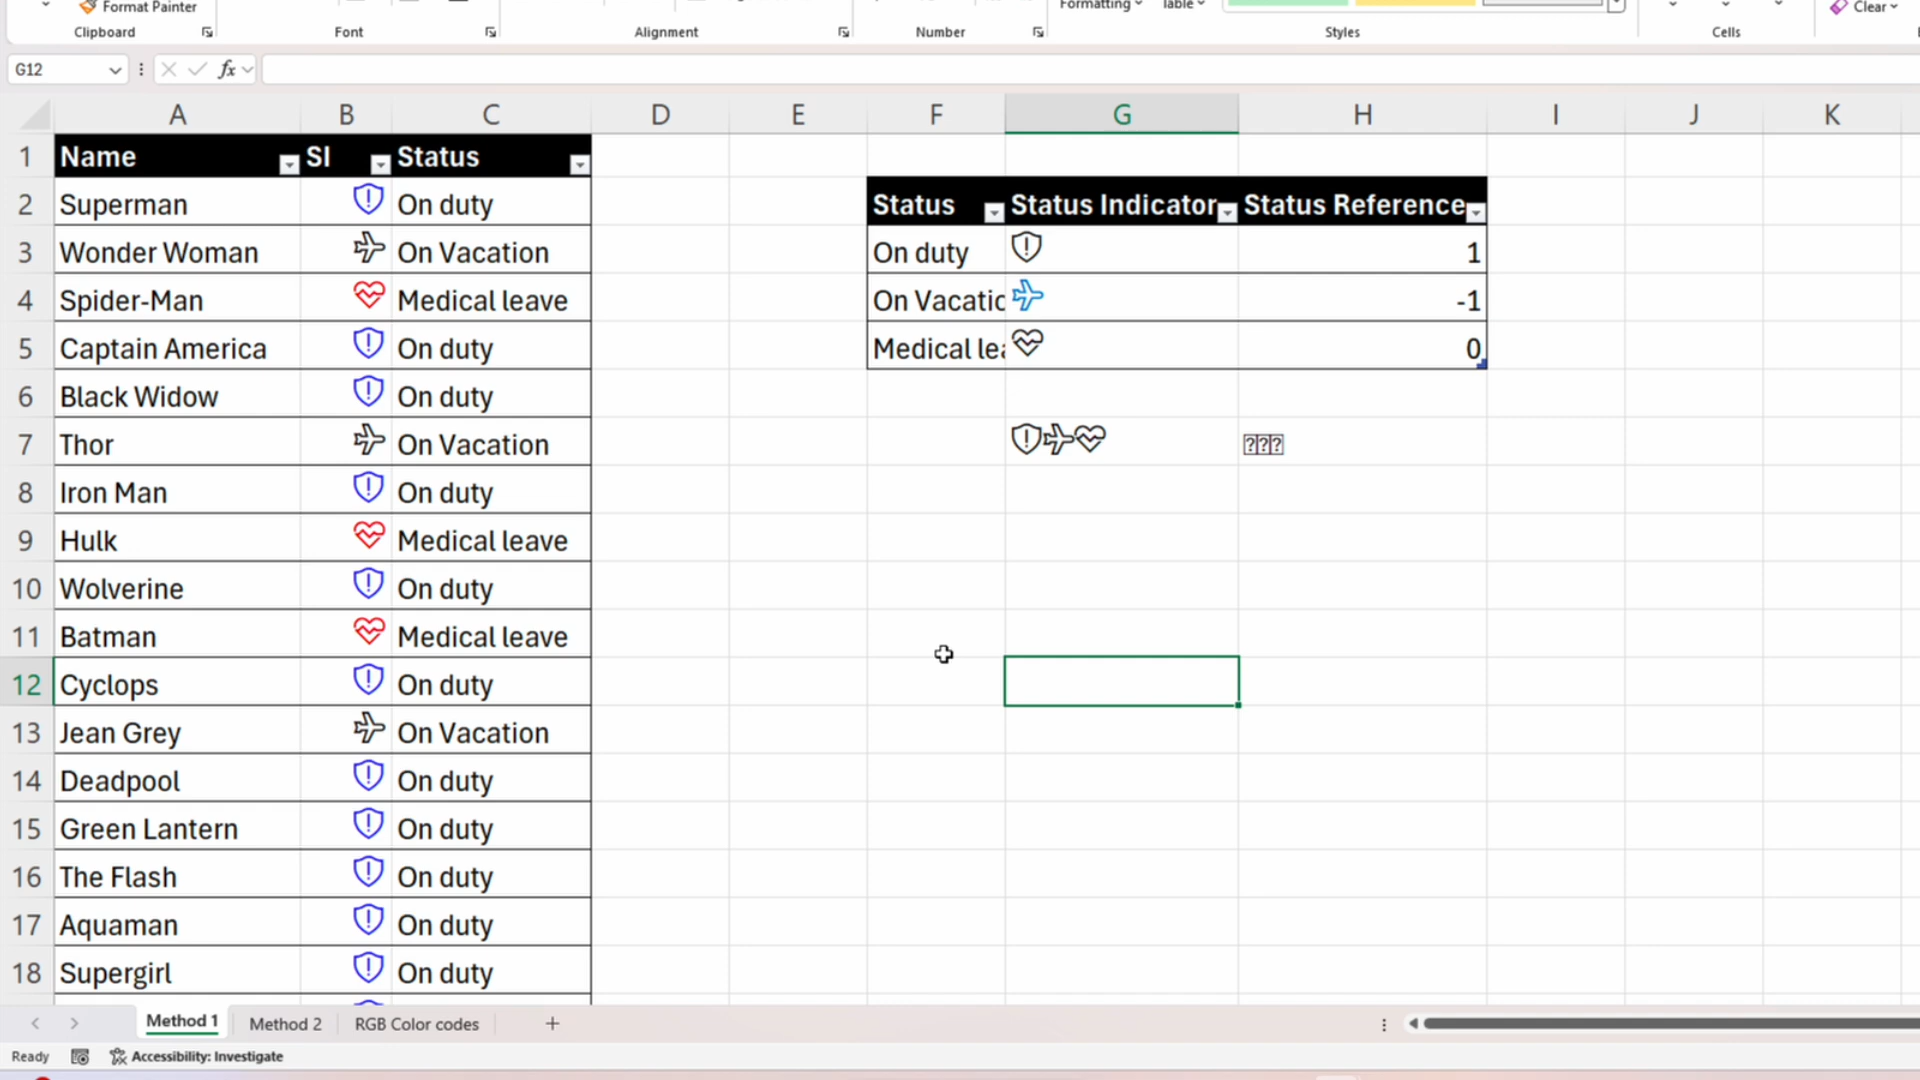 Format Painter
Formatting
Table
Clear
Clipboard
Font
Alignment
Number
Styles
Cells
G12
fx
A B C D E F G H I J K
1 Name SI Status
2 Superman On duty Status Status Indicator Status Reference
3 Wonder Woman On Vacation On duty 1
4 Spider-Man Medical leave On Vacatic -1
5 Captain America On duty Medical lea 0
6 Black Widow On duty
7 Thor On Vacation
8 Iron Man On duty
9 Hulk Medical leave
10 Wolverine On duty
11 Batman Medical leave
12 Cyclops On duty
13 Jean Grey On Vacation
14 Deadpool On duty
15 Green Lantern On duty
16 The Flash On duty
17 Aquaman On duty
18 Supergirl On duty
Method 1 Method 2 RGB Color codes
Ready Accessibility: Investigate